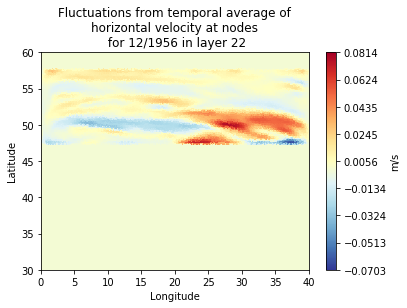 Fluctuations from temporal average of
horizontal velocity at nodes
for 12/1956 in layer 22
60
55
50
45
40
35
30
Latitude
0 5 10 15 20 25 30 35 40
Longitude
0.0814
0.0624
0.0435
0.0245
0.0056
−0.0134
−0.0324
−0.0513
−0.0703
m/s